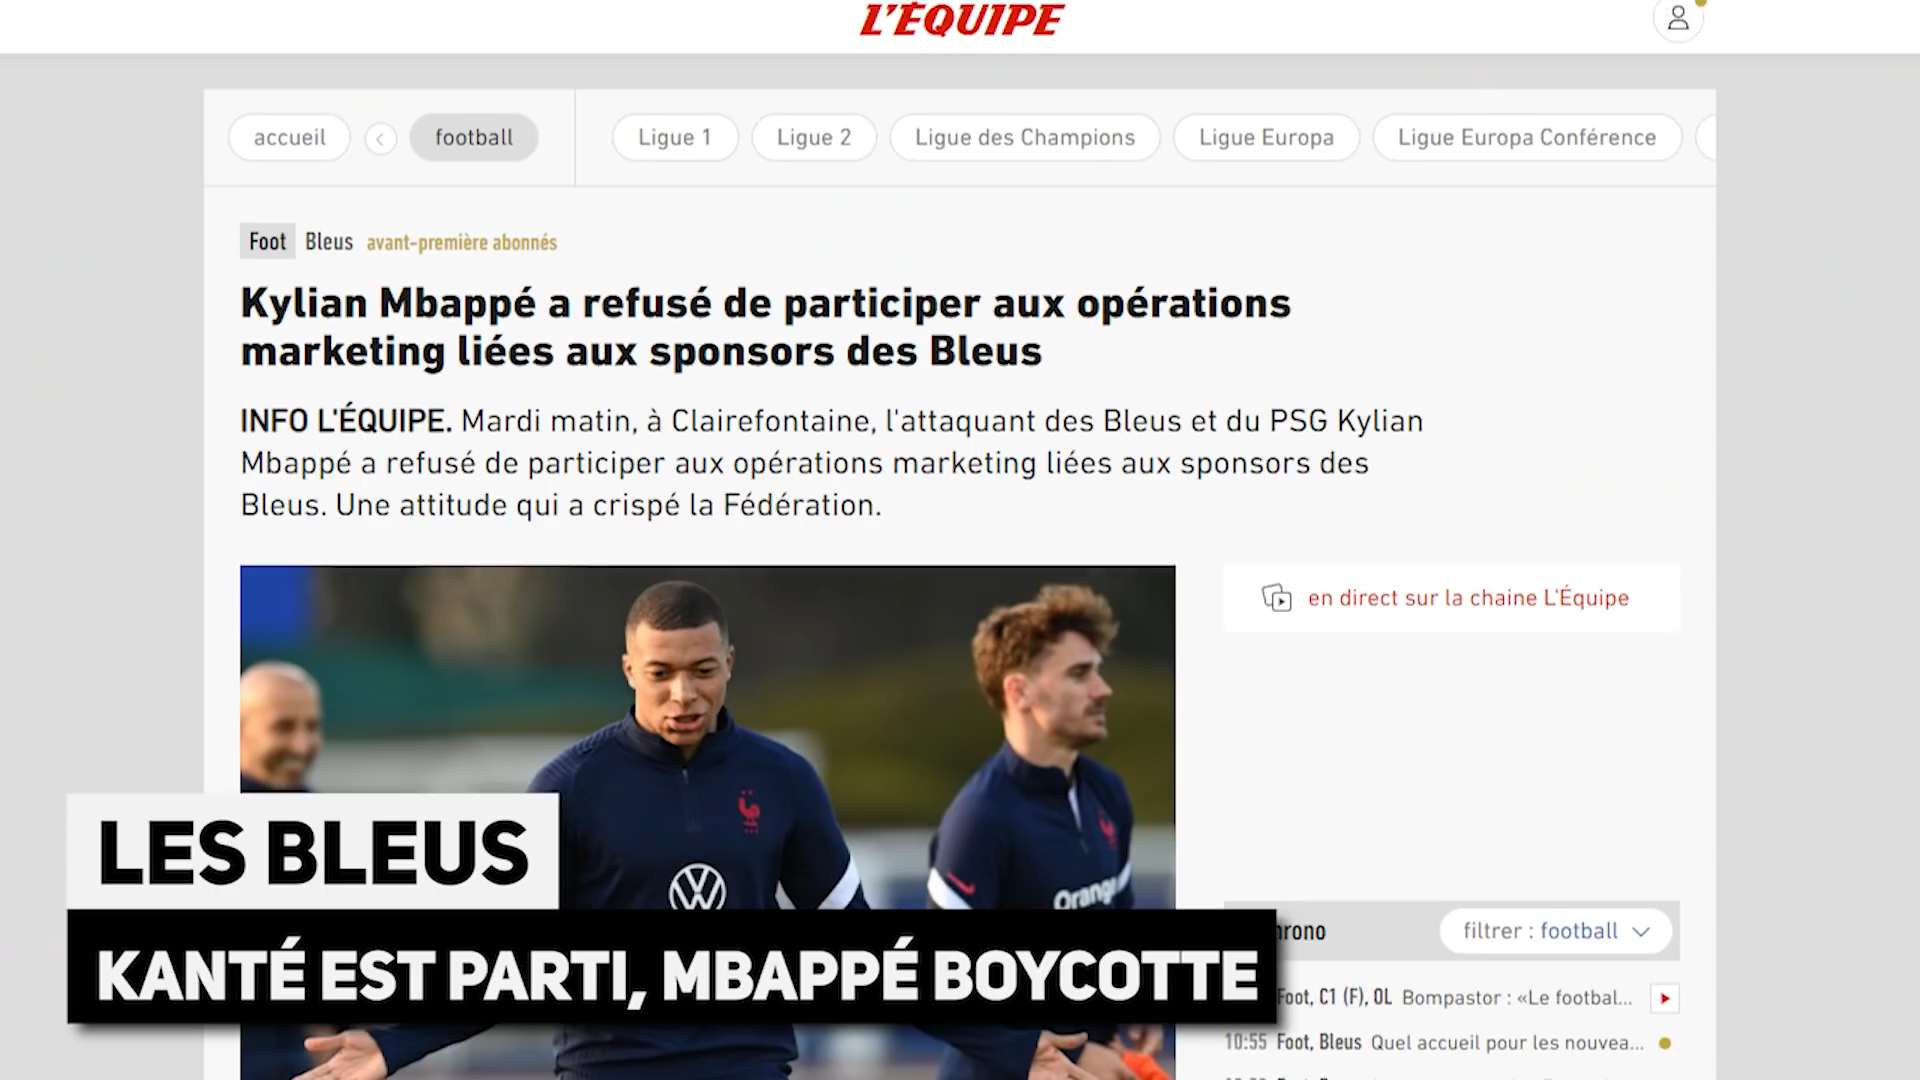 L'ÉQUIPE
accueil
football
Ligue 1
Ligue 2
Ligue des Champions
Ligue Europa
Ligue Europa Conférence
Foot Bleus avant-première abonnés
Kylian Mbappé a refusé de participer aux opérations
marketing liées aux sponsors des Bleus
INFO L'ÉQUIPE. Mardi matin, à Clairefontaine, l'attaquant des Bleus et du PSG Kylian
Mbappé a refusé de participer aux opérations marketing liées aux sponsors des
Bleus. Une attitude qui a crispé la Fédération.
en direct sur la chaine L'Équipe
Orange
LES BLEUS
KANTÉ EST PARTI, MBAPPÉ BOYCOTTE
filtrer : football
Foot, C1 (F), OL Bompastor : «Le footbal...
10:55 Foot, Bleus Quel accueil pour les nouvea...